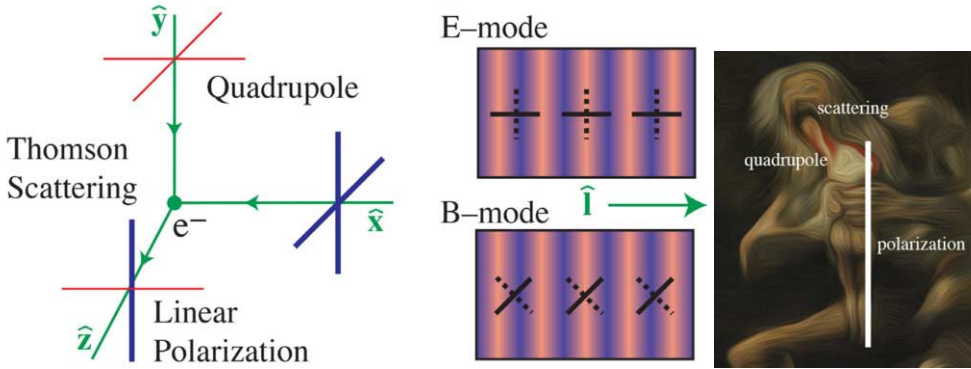 ŷ
Quadrupole
Thomson
Scattering
e⁻
x̂
Linear
Polarization
ẑ
E–mode
l̂
B–mode
scattering
quadrupole
polarization